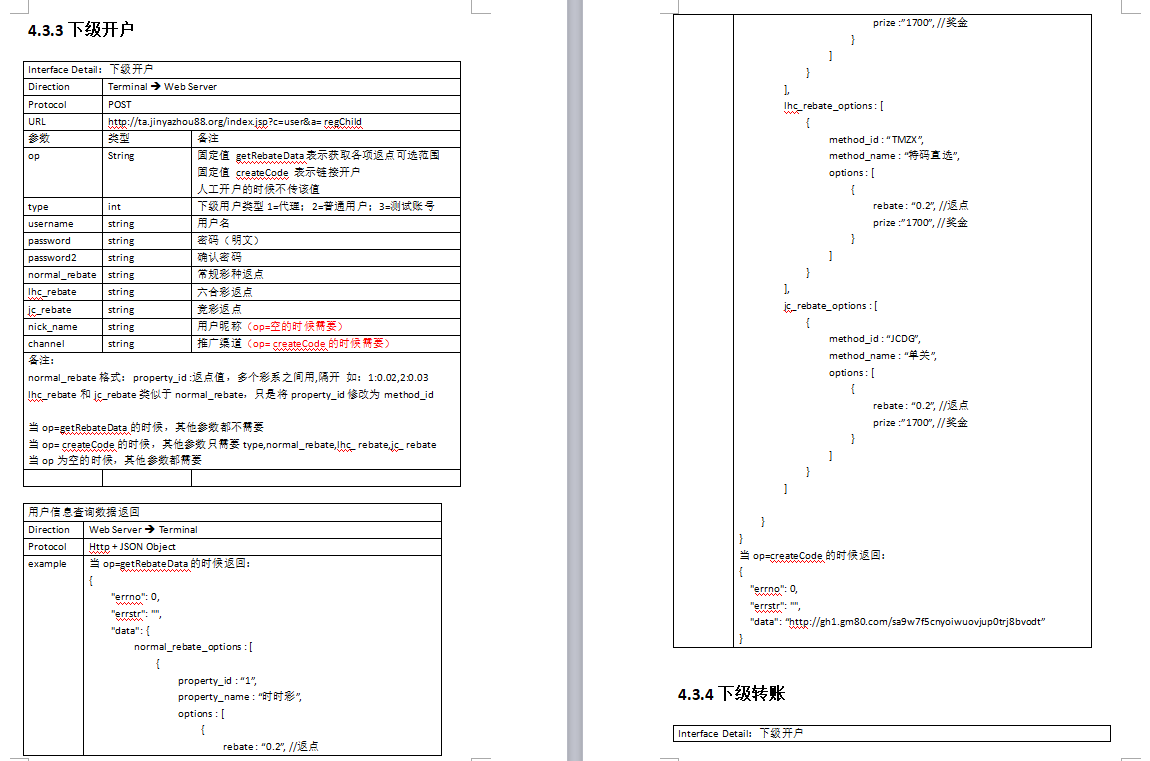 4.3.3 下级开户
Interface Detail： 下级开户
Direction Terminal ➔ Web Server
Protocol POST
URL http://ta.jinyazhou88.org/index.jsp?c=user&a= regChild
参数 类型 备注
op String 固定值 getRebateData 表示获取各项返点可选范围
固定值 createCode 表示链接开户
人工开户的时候不传该值
type int 下级用户类型 1=代理；2=普通用户；3=测试账号
username string 用户名
password string 密码（明文）
password2 string 确认密码
normal_rebate string 常规彩种返点
lhc_rebate string 六合彩返点
jc_rebate string 竞彩返点
nick_name string 用户昵称（op=空的时候需要）
channel string 推广渠道（op= createCode 的时候需要）
备注：
normal_rebate 格式：property_id :返点值，多个彩系之间用,隔开 如：1:0.02,2:0.03
lhc_rebate 和 jc_rebate 类似于 normal_rebate，只是将 property_id 修改为 method_id
当 op=getRebateData 的时候，其他参数都不需要
当 op= createCode 的时候，其他参数只需要 type,normal_rebate,lhc_ rebate,jc_ rebate
当 op 为空的时候，其他参数都需要
用户信息查询数据返回
Direction Web Server ➔ Terminal
Protocol Http + JSON Object
example 当 op=getRebateData 的时候返回：
{
"errno": 0,
"errstr": "",
"data": {
normal_rebate_options : [
{
property_id : “1”,
property_name : “时时彩”,
options : [
{
rebate : “0.2”, //返点
prize :”1700”, //奖金
}
]
}
],
lhc_rebate_options : [
{
method_id : “TMZX”,
method_name : “特码直选”,
options : [
{
rebate : “0.2”, //返点
prize :”1700”, //奖金
}
]
}
],
jc_rebate_options : [
{
method_id : “JCDG”,
method_name : “单关”,
options : [
{
rebate : “0.2”, //返点
prize :”1700”, //奖金
}
]
}
]
}
}
当 op=createCode 的时候返回：
{
"errno": 0,
"errstr": "",
"data": “http://gh1.gm80.com/sa9w7f5cnyoiwuovjup0trj8bvodt”
}
4.3.4 下级转账
Interface Detail： 下级开户